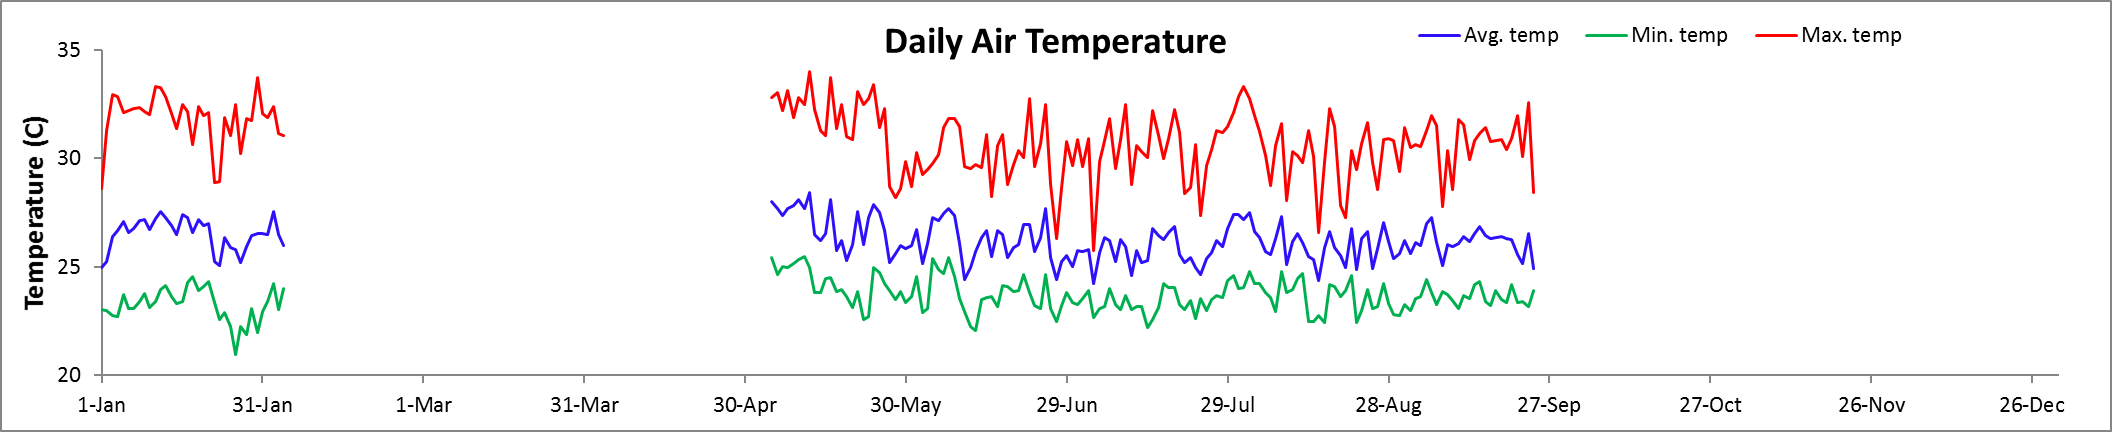 Daily Air Temperature
Avg. temp
Min. temp
Max. temp
Temperature (C)
35
30
25
20
1-Jan 31-Jan 1-Mar 31-Mar 30-Apr 30-May 29-Jun 29-Jul 28-Aug 27-Sep 27-Oct 26-Nov 26-Dec